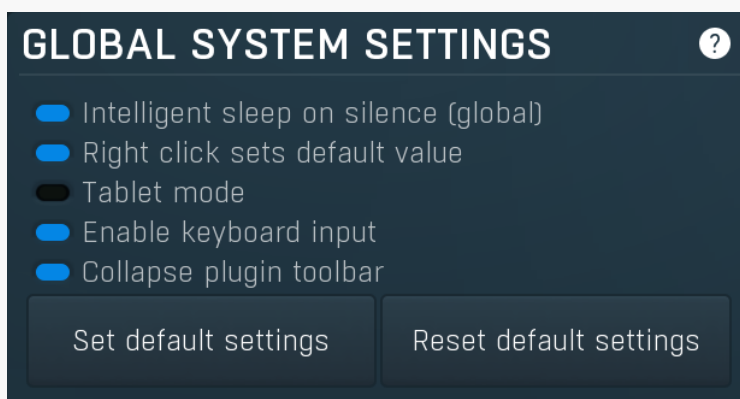 GLOBAL SYSTEM SETTINGS ?
Intelligent sleep on silence (global)
Right click sets default value
Tablet mode
Enable keyboard input
Collapse plugin toolbar
Set default settings Reset default settings